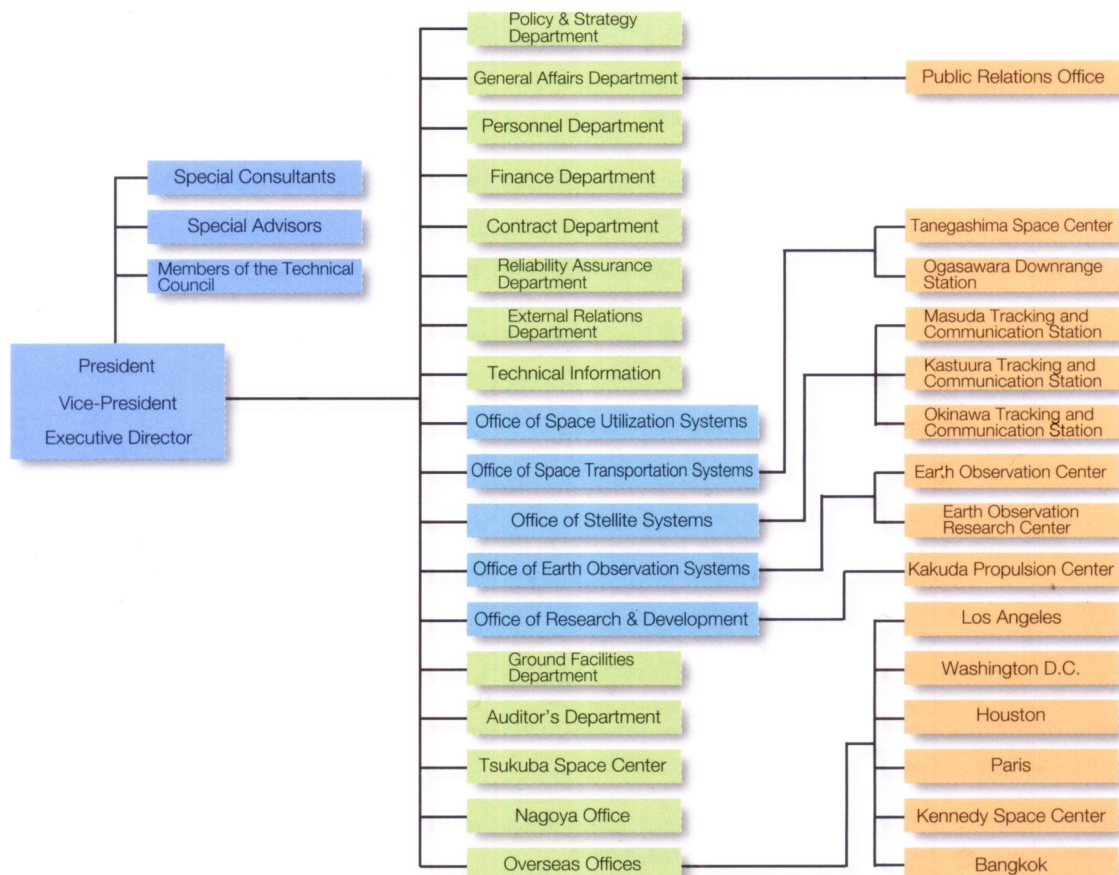 Policy & Strategy
Department
General Affairs Department
Public Relations Office
Personnel Department
Special Consultants
Finance Department
Special Advisors
Contract Department
Tanegashima Space Center
Members of the Technical
Council
Reliability Assurance
Department
Ogasawara Downrange
Station
External Relations
Department
Masuda Tracking and
Communication Station
President
Vice-President
Executive Director
Technical Information
Kastuura Tracking and
Communication Station
Office of Space Utilization Systems
Okinawa Tracking and
Communication Station
Office of Space Transportation Systems
Earth Observation Center
Office of Stellite Systems
Earth Observation
Research Center
Office of Earth Observation Systems
Kakuda Propulsion Center
Office of Research & Development
Los Angeles
Ground Facilities
Department
Washington D.C.
Auditor's Department
Houston
Tsukuba Space Center
Paris
Nagoya Office
Kennedy Space Center
Overseas Offices
Bangkok